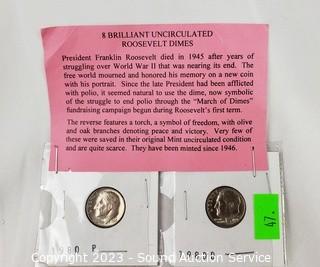 8 BRILLIANT UNCIRCULATED
ROOSEVELT DIMES
President Franklin Roosevelt died in 1945 after years of
struggling over World War II that was nearing its end. The
free world mourned and honored his memory on a new coin
with his portrait. Since the late President had been afflicted
with polio, it seemed natural to use the dime, now symbolic
of the struggle to end polio through the "March of Dimes"
fundraising campaign begun during Roosevelt's first term.
The reverse features a torch, a symbol of freedom, with olive
and oak branches denoting peace and victory. Very few of
these were saved in their original Mint uncirculated condition
and are quite scarce. They have been minted since 1946.
47.
1980 P
Copyright 2023 - Sound Auction Service